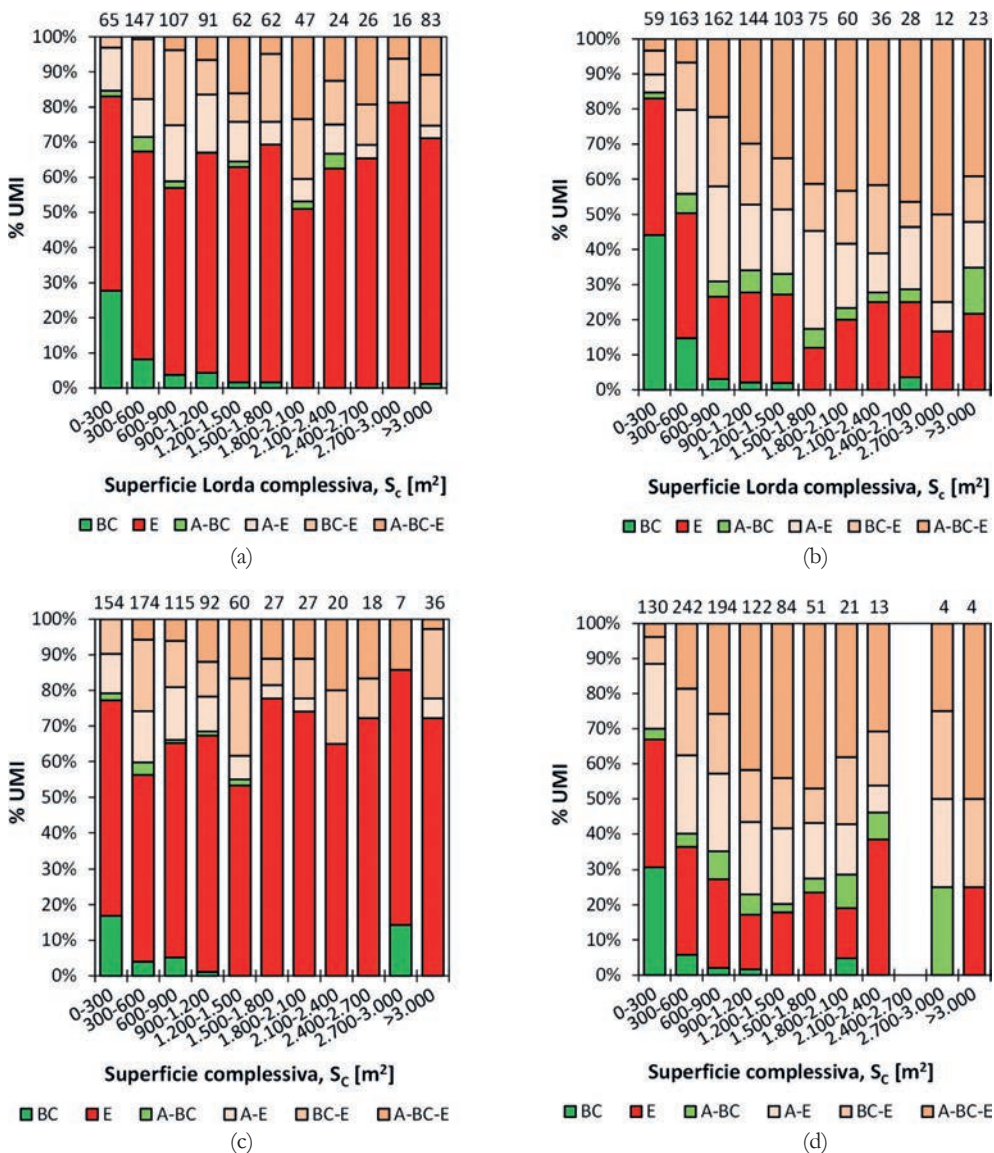 65 147 107 91 62 62 47 24 26 16 83
100%
90%
80%
70%
60%
50%
40%
30%
20%
10%
0%
% UMI
0-300 300-600 600-900 900-1.200 1.200-1.500 1.500-1.800 1.800-2.100 2.100-2.400 2.400-2.700 2.700-3.000 >3.000
Superficie Lorda complessiva, Sc [m²]
BC E A-BC A-E BC-E A-BC-E
(a)
59 163 162 144 103 75 60 36 28 12 23
100%
90%
80%
70%
60%
50%
40%
30%
20%
10%
0%
% UMI
0-300 300-600 600-900 900-1.200 1.200-1.500 1.500-1.800 1.800-2.100 2.100-2.400 2.400-2.700 2.700-3.000 >3.000
Superficie Lorda complessiva, Sc [m²]
BC E A-BC A-E BC-E A-BC-E
(b)
154 174 115 92 60 27 27 20 18 7 36
100%
90%
80%
70%
60%
50%
40%
30%
20%
10%
0%
% UMI
0-300 300-600 600-900 900-1.200 1.200-1.500 1.500-1.800 1.800-2.100 2.100-2.400 2.400-2.700 2.700-3.000 >3.000
Superficie complessiva, SC [m²]
BC E A-BC A-E BC-E A-BC-E
(c)
130 242 194 122 84 51 21 13 4 4
100%
90%
80%
70%
60%
50%
40%
30%
20%
10%
0%
% UMI
0-300 300-600 600-900 900-1.200 1.200-1.500 1.500-1.800 1.800-2.100 2.100-2.400 2.400-2.700 2.700-3.000 >3.000
Superficie complessiva, SC [m²]
BC E A-BC A-E BC-E A-BC-E
(d)